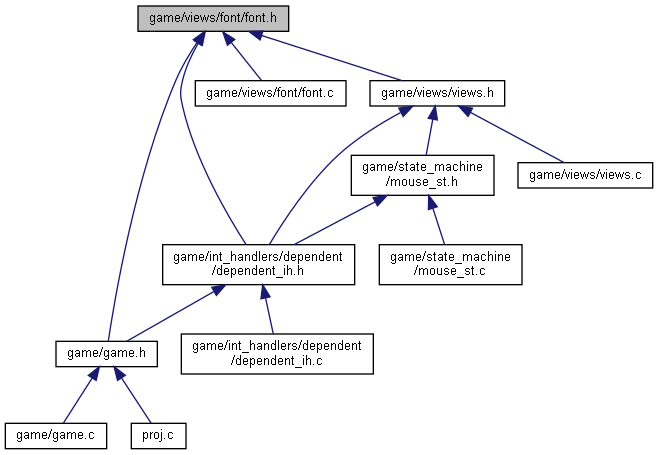 game/views/font/font.h
game/views/font/font.c
game/views/views.h
game/state_machine
/mouse_st.h
game/views/views.c
game/int_handlers/dependent
/dependent_ih.h
game/state_machine
/mouse_st.c
game/game.h
game/int_handlers/dependent
/dependent_ih.c
game/game.c
proj.c